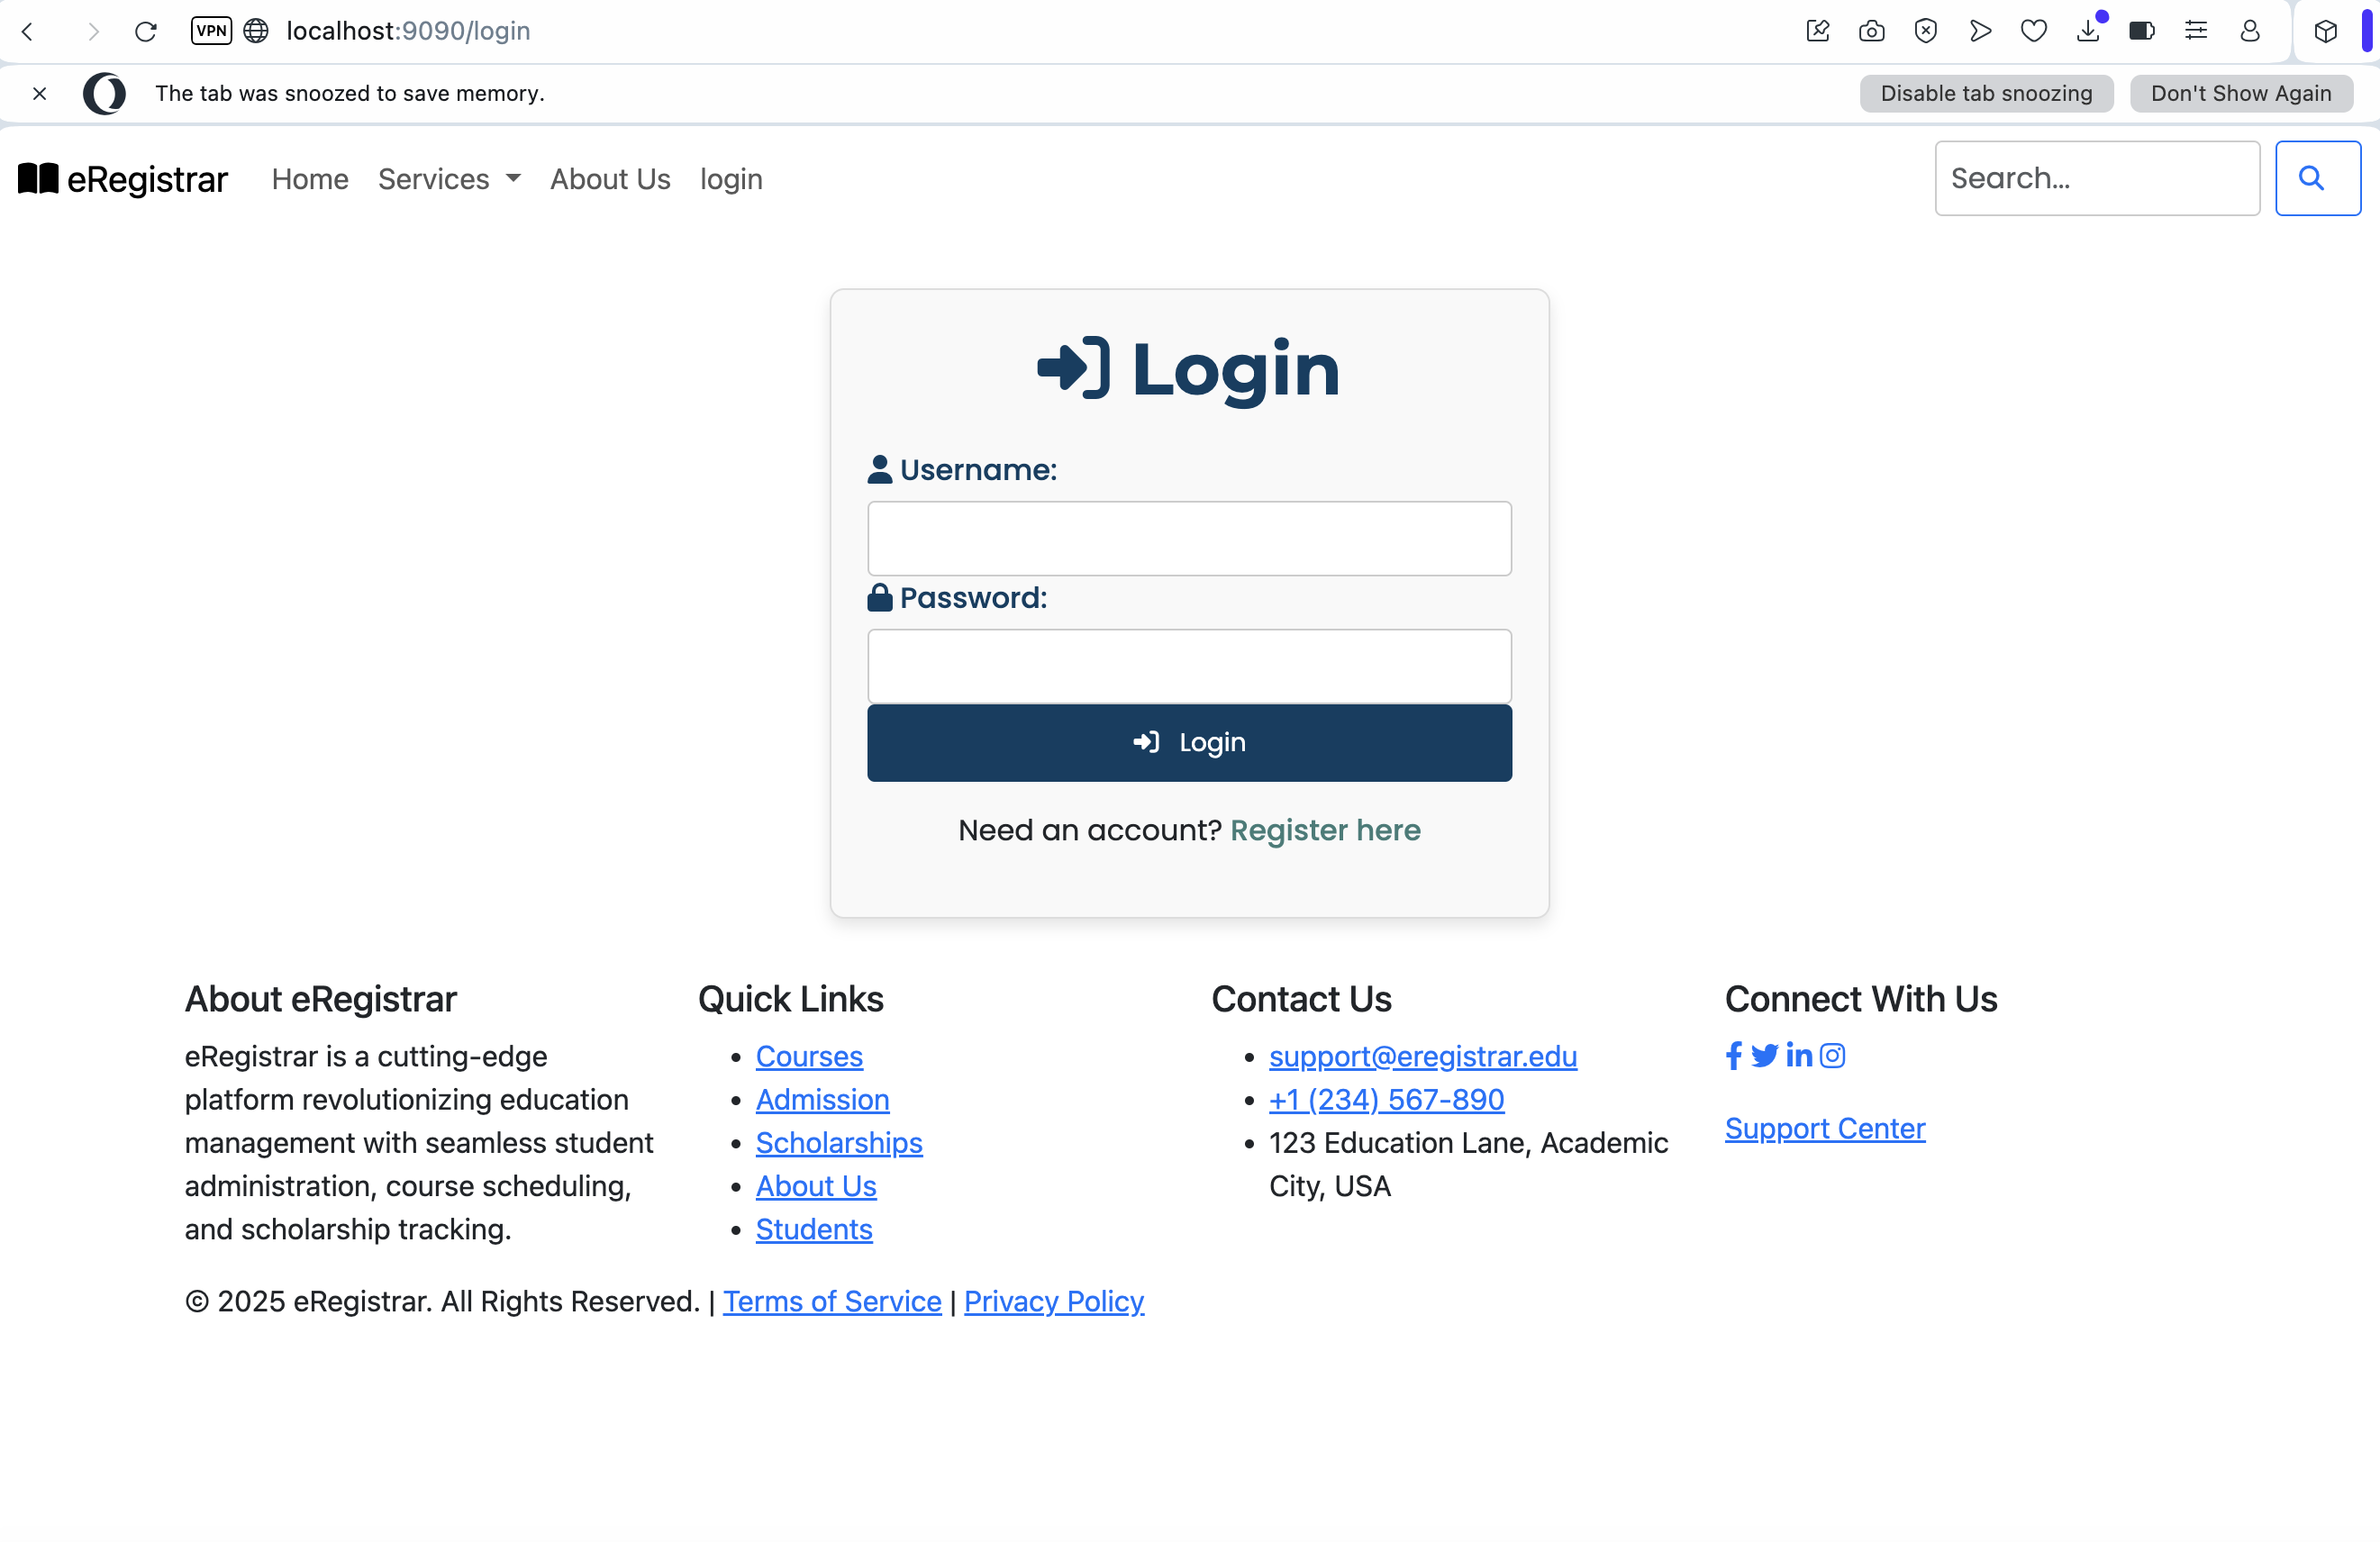 VPN localhost:9090/login
The tab was snoozed to save memory. Disable tab snoozing Don't Show Again
eRegistrar Home Services About Us login Search...
Login
Username:
Password:
Login
Need an account? Register here
About eRegistrar
eRegistrar is a cutting-edge
platform revolutionizing education
management with seamless student
administration, course scheduling,
and scholarship tracking.
Quick Links
Courses
Admission
Scholarships
About Us
Students
Contact Us
support@eregistrar.edu
+1 (234) 567-890
123 Education Lane, Academic
City, USA
Connect With Us
Support Center
© 2025 eRegistrar. All Rights Reserved. | Terms of Service | Privacy Policy